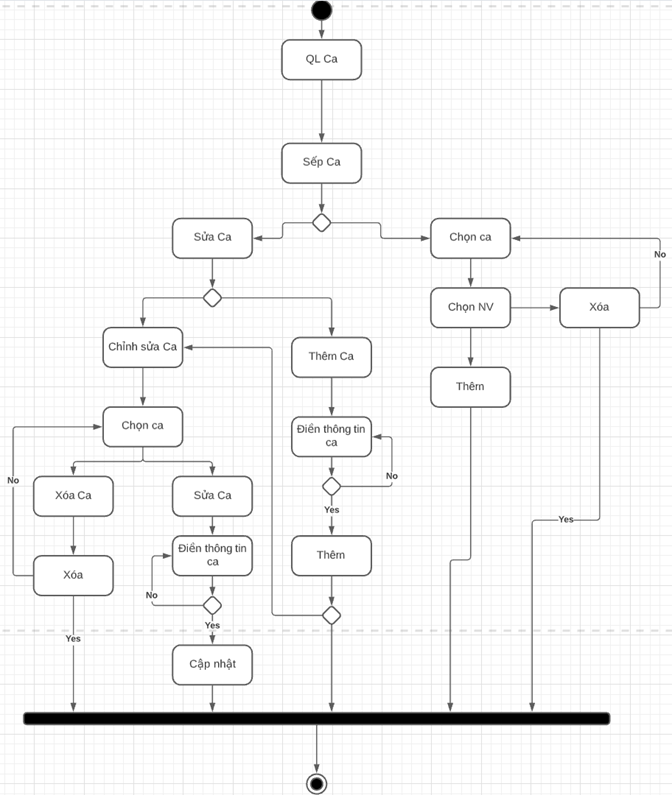 QL Ca
Sếp Ca
Sửa Ca
Chọn ca
No
Chọn NV
Xóa
Chỉnh sửa Ca
Thêm Ca
Thêm
Chọn ca
Điền thông tin
ca
No
No
Xóa Ca
Sửa Ca
Yes
Yes
Điền thông tin
ca
Thêm
Xóa
No
Yes
Yes
Cập nhật